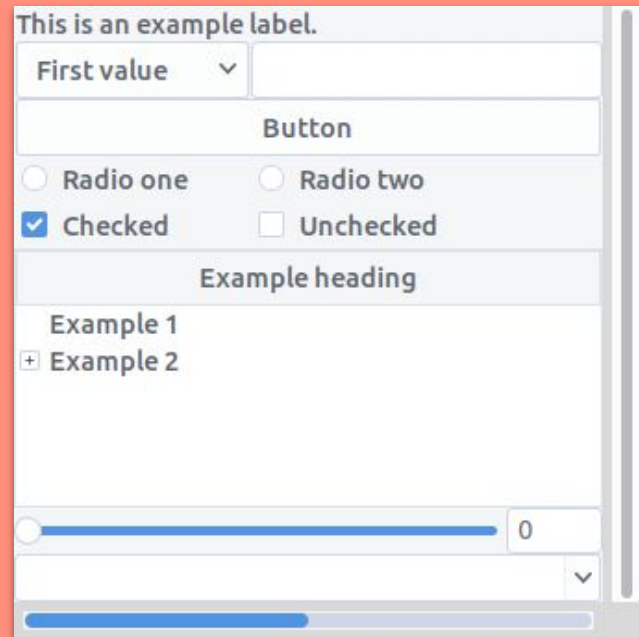 This is an example label.
First value
Button
Radio one Radio two
Checked Unchecked
Example heading
Example 1
Example 2
0